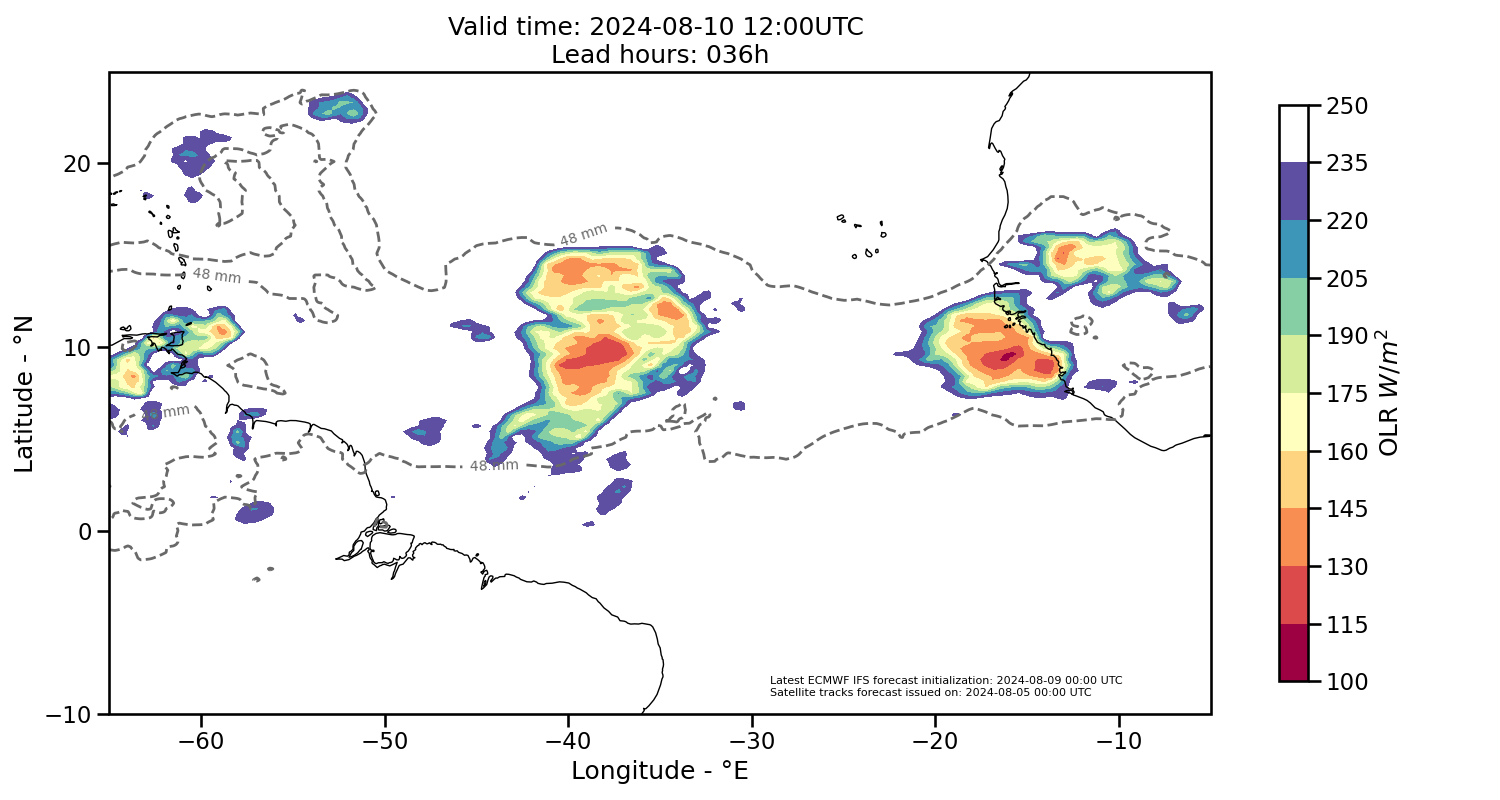 Valid time: 2024-08-10 12:00UTC
Lead hours: 036h
250
235
220
205
190
175
160
145
130
115
100
OLR W/m²
20
10
0
−10
Latitude - °N
48 mm
48 mm
mm
48 mm
Latest ECMWF IFS forecast initialization: 2024-08-09 00:00 UTC
Satellite tracks forecast issued on: 2024-08-05 00:00 UTC
−60
−50
−40
−30
−20
−10
Longitude - °E